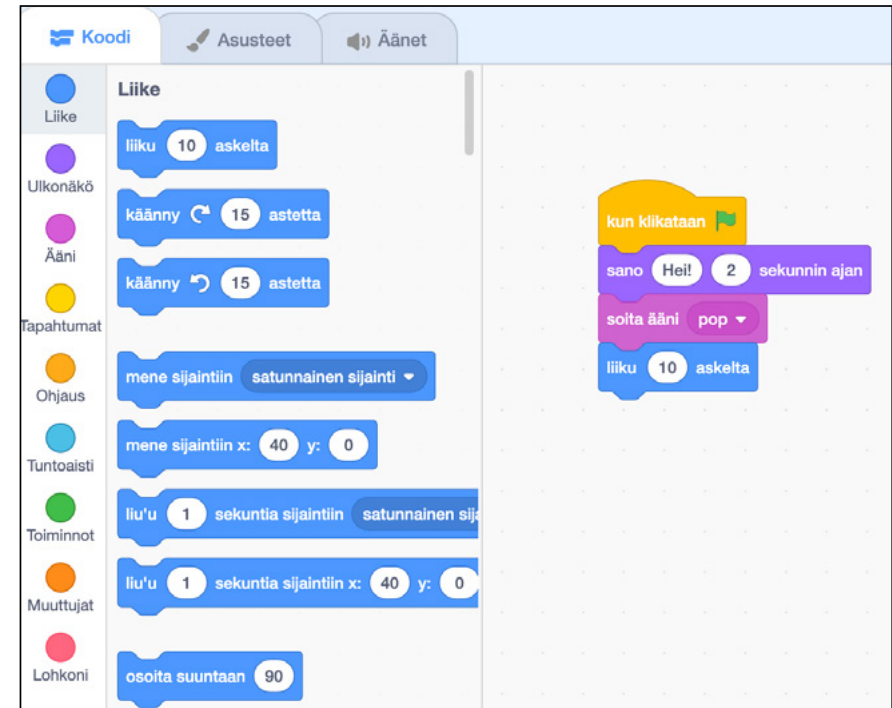 Koodi
Asusteet
Äänet
Liike
Ulkonäkö
Ääni
Tapahtumat
Ohjaus
Tuntoaisti
Toiminnot
Muuttujat
Lohkoni
Liike
liiku 10 askelta
käänny 15 astetta
käänny 15 astetta
mene sijaintiin satunnainen sijainti
mene sijaintiin x: 40 y: 0
liu'u 1 sekuntia sijaintiin satunnainen
liu'u 1 sekuntia sijaintiin x: 40 y: 0
osoita suuntaan 90
kun klikataan
sano Hei! 2 sekunnin ajan
soita ääni pop
liiku 10 askelta